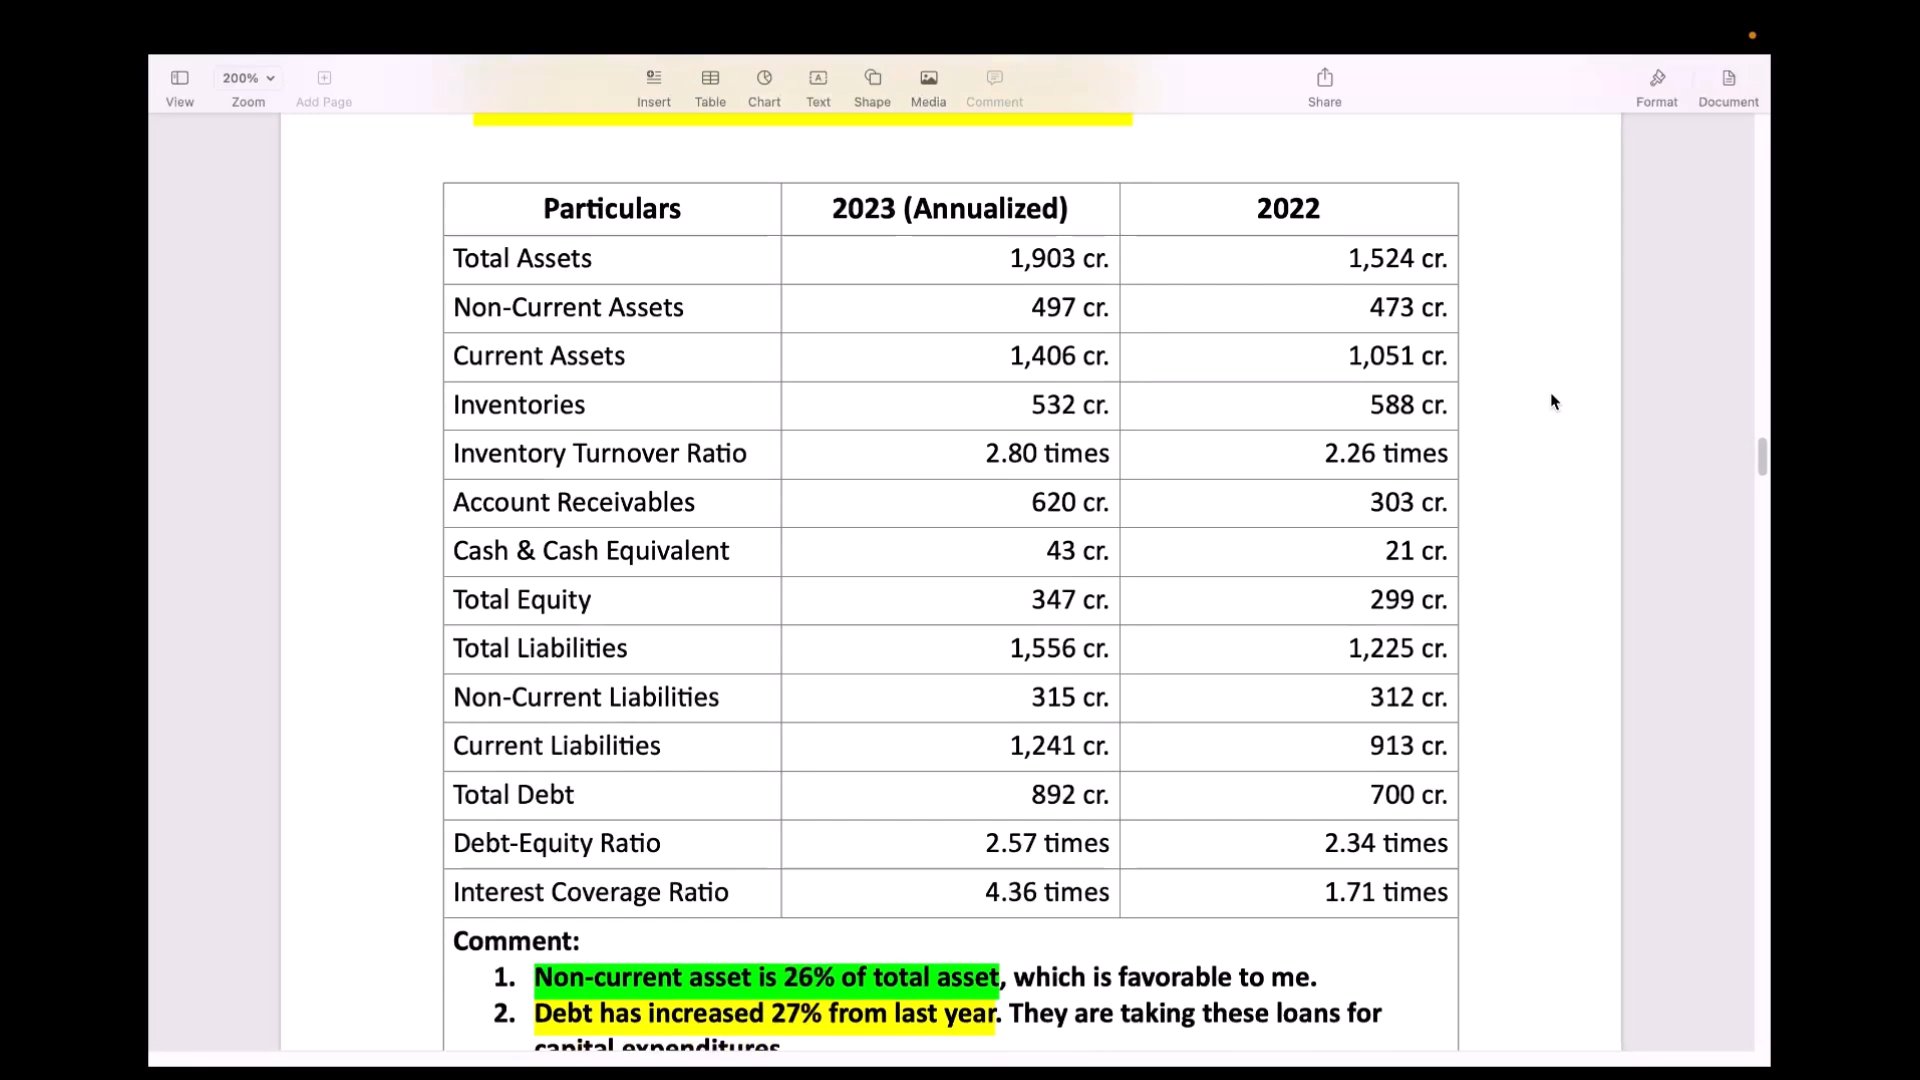 200%
View
Zoom
Add Page
Insert
Table
Chart
Text
Shape
Media
Comment
Share
Format
Document
Particulars 2023 (Annualized) 2022
Total Assets 1,903 cr. 1,524 cr.
Non-Current Assets 497 cr. 473 cr.
Current Assets 1,406 cr. 1,051 cr.
Inventories 532 cr. 588 cr.
Inventory Turnover Ratio 2.80 times 2.26 times
Account Receivables 620 cr. 303 cr.
Cash & Cash Equivalent 43 cr. 21 cr.
Total Equity 347 cr. 299 cr.
Total Liabilities 1,556 cr. 1,225 cr.
Non-Current Liabilities 315 cr. 312 cr.
Current Liabilities 1,241 cr. 913 cr.
Total Debt 892 cr. 700 cr.
Debt-Equity Ratio 2.57 times 2.34 times
Interest Coverage Ratio 4.36 times 1.71 times
Comment:
1. Non-current asset is 26% of total asset, which is favorable to me.
2. Debt has increased 27% from last year. They are taking these loans for
capital expenditures